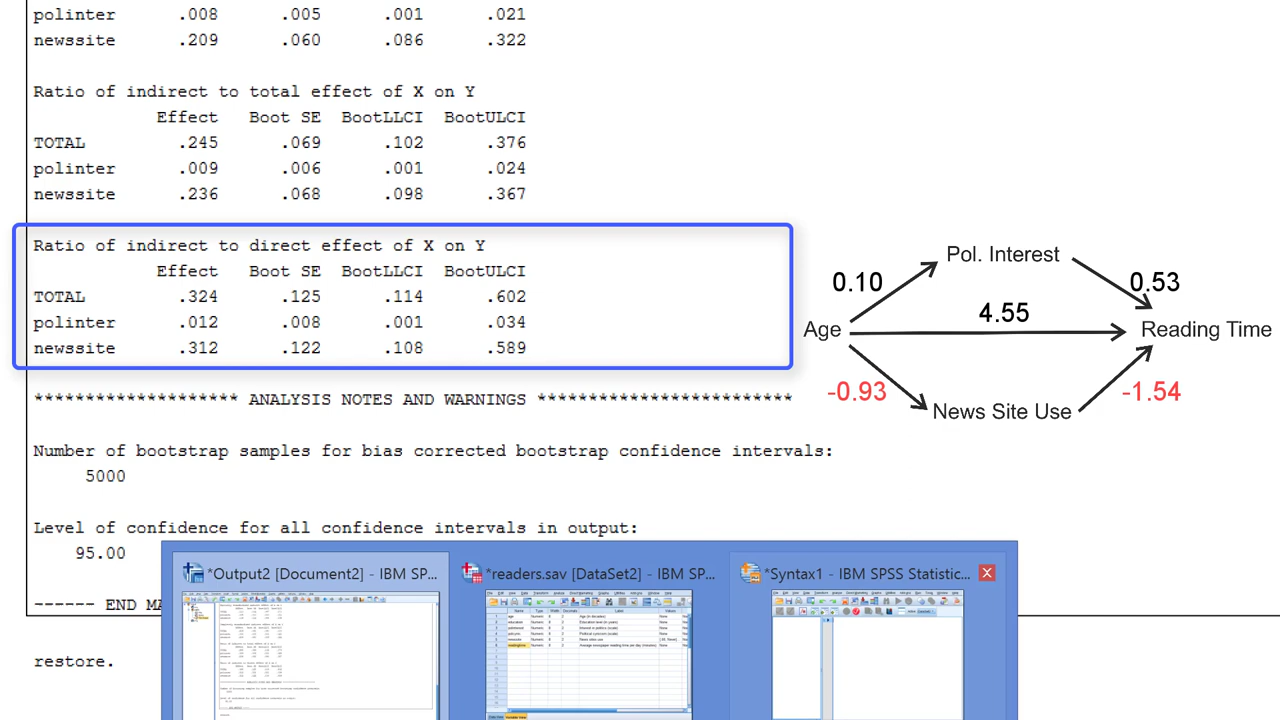 polinter .008 .005 .001 .021
newssite .209 .060 .086 .322
Ratio of indirect to total effect of X on Y
Effect Boot SE BootLLCI BootULCI
TOTAL .245 .069 .102 .376
polinter .009 .006 .001 .024
newssite .236 .068 .098 .367
Ratio of indirect to direct effect of X on Y
Effect Boot SE BootLLCI BootULCI
TOTAL .324 .125 .114 .602
polinter .012 .008 .001 .034
newssite .312 .122 .108 .589
******************** ANALYSIS NOTES AND WARNINGS *************************
Number of bootstrap samples for bias corrected bootstrap confidence intervals:
5000
Level of confidence for all confidence intervals in output:
95.00
------ END MA
restore.
Pol. Interest
0.10
0.53
4.55
Age
Reading Time
-0.93
-1.54
News Site Use
*Output2 [Document2] - IBM SP...
*readers.sav [DataSet2] - IBM SP...
*Syntax1 - IBM SPSS Statistic...